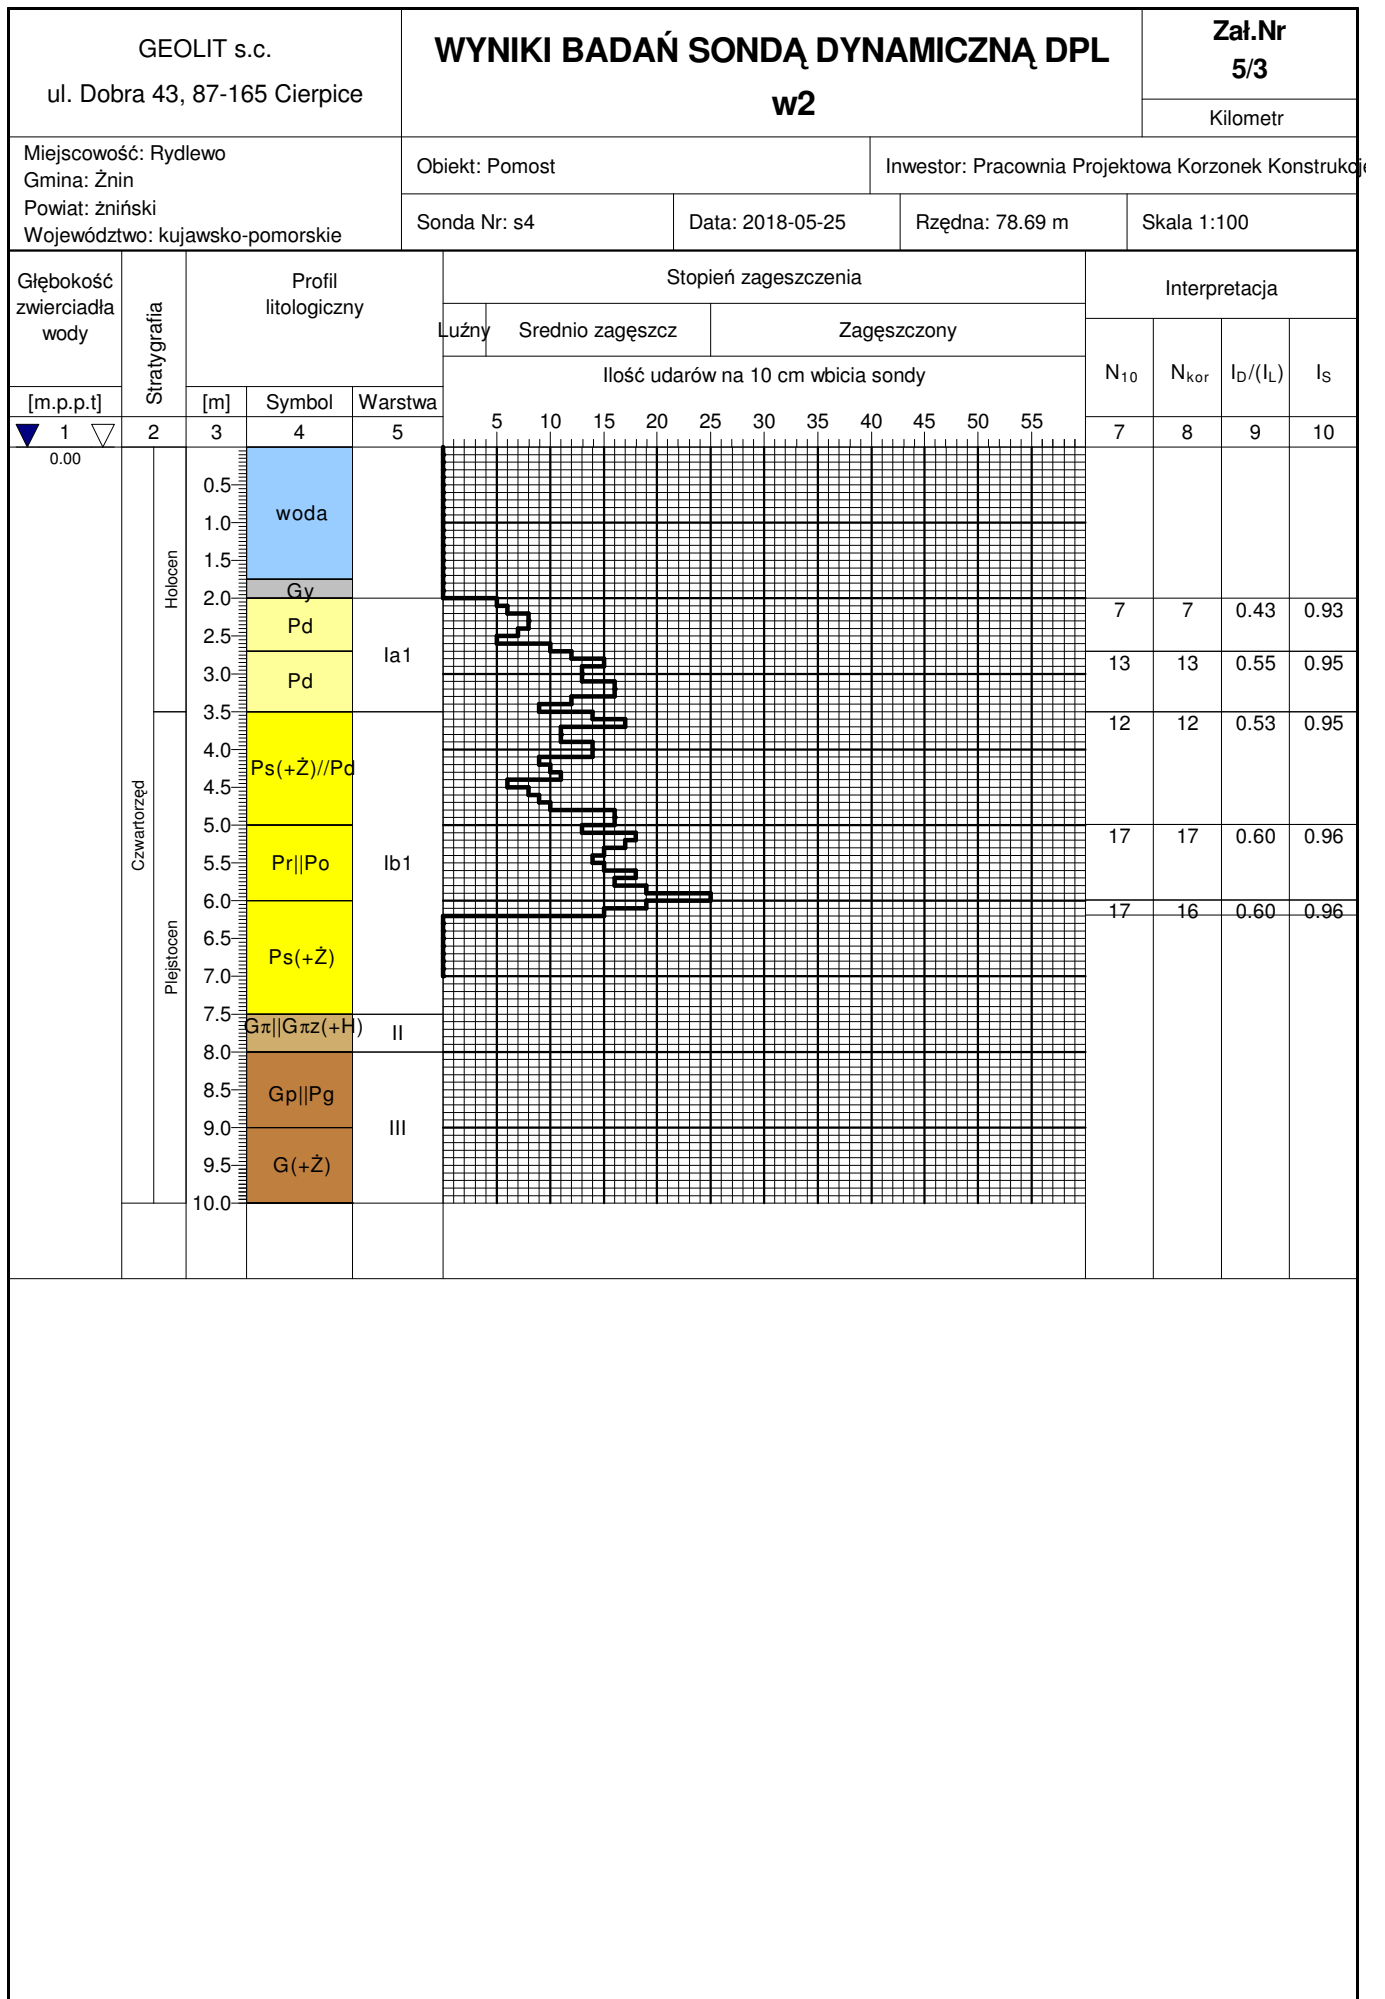 GEOLIT s.c.
ul. Dobra 43, 87-165 Cierpice
WYNIKI BADAŃ SONDĄ DYNAMICZNĄ DPL
w2
Zał.Nr
5/3
Kilometr
Miejscowość: Rydlewo
Gmina: Żnin
Powiat: żniński
Województwo: kujawsko-pomorskie
Obiekt: Pomost
Inwestor: Pracownia Projektowa Korzonek Konstrukcje
Sonda Nr: s4
Data: 2018-05-25
Rzędna: 78.69 m
Skala 1:100
Głębokość
zwierciadła
wody
[m.p.p.t]
Stratygrafia
Profil
litologiczny
[m] Symbol Warstwa
Stopień zageszczenia
Luźny Srednio zagęszcz Zagęszczony
Ilość udarów na 10 cm wbicia sondy
5 10 15 20 25 30 35 40 45 50 55
Interpretacja
N10 Nkor ID/(IL) IS
1 2 3 4 5 7 8 9 10
0.00
0.5
woda
1.0
1.5
Holocen
Gy
2.0
7 7 0.43 0.93
Pd
2.5
Ia1
13 13 0.55 0.95
3.0
Pd
3.5
12 12 0.53 0.95
4.0
Ps(+Ż)//Pd
4.5
Czwartorzęd
5.0
17 17 0.60 0.96
5.5
Pr||Po
Ib1
6.0
17 16 0.60 0.96
6.5
Plejstocen
Ps(+Ż)
7.0
7.5
Gπ||Gπz(+H)
II
8.0
8.5
Gp||Pg
9.0
III
9.5
G(+Ż)
10.0